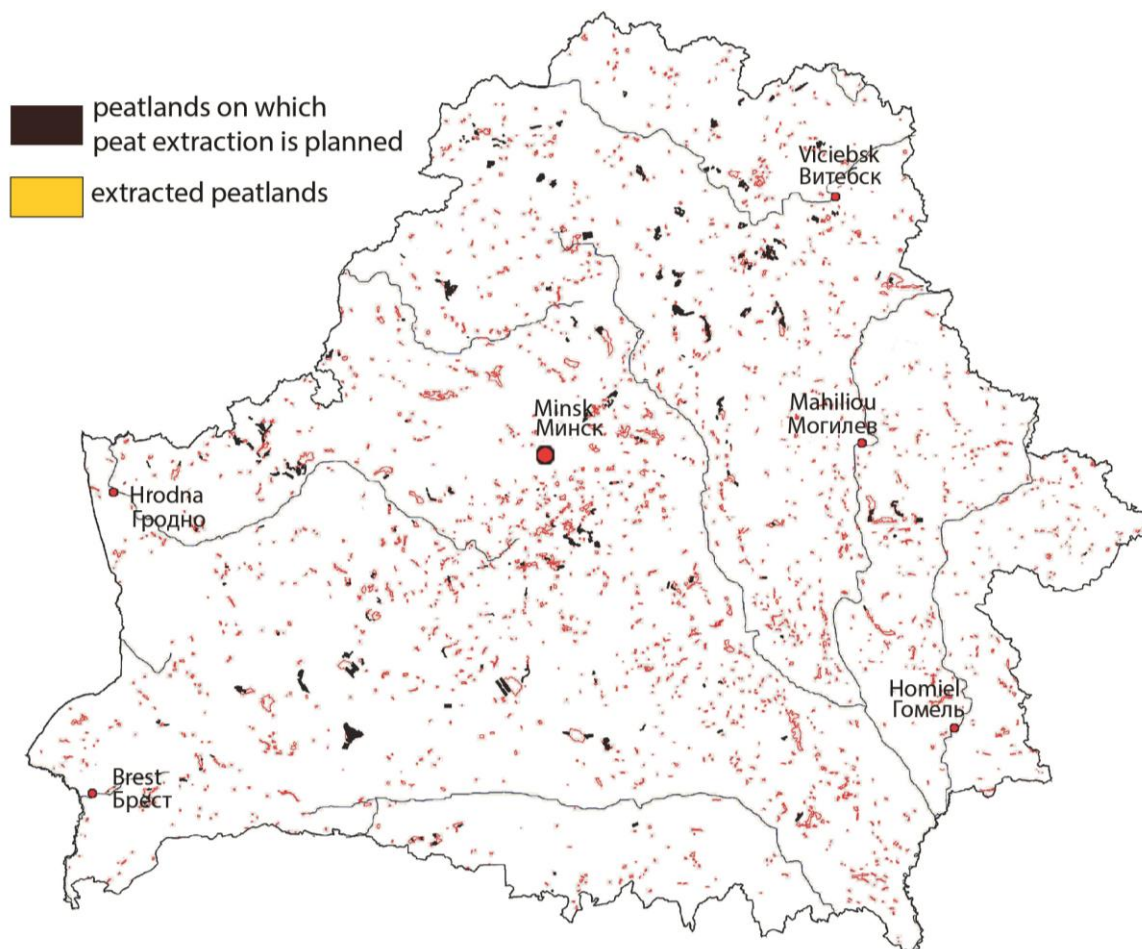 peatlands on which
peat extraction is planned
extracted peatlands
Viciebsk
Витебск
Minsk
Минск
Mahiliou
Могилев
Hrodna
Гродно
Homiel
Гомель
Brest
Брест